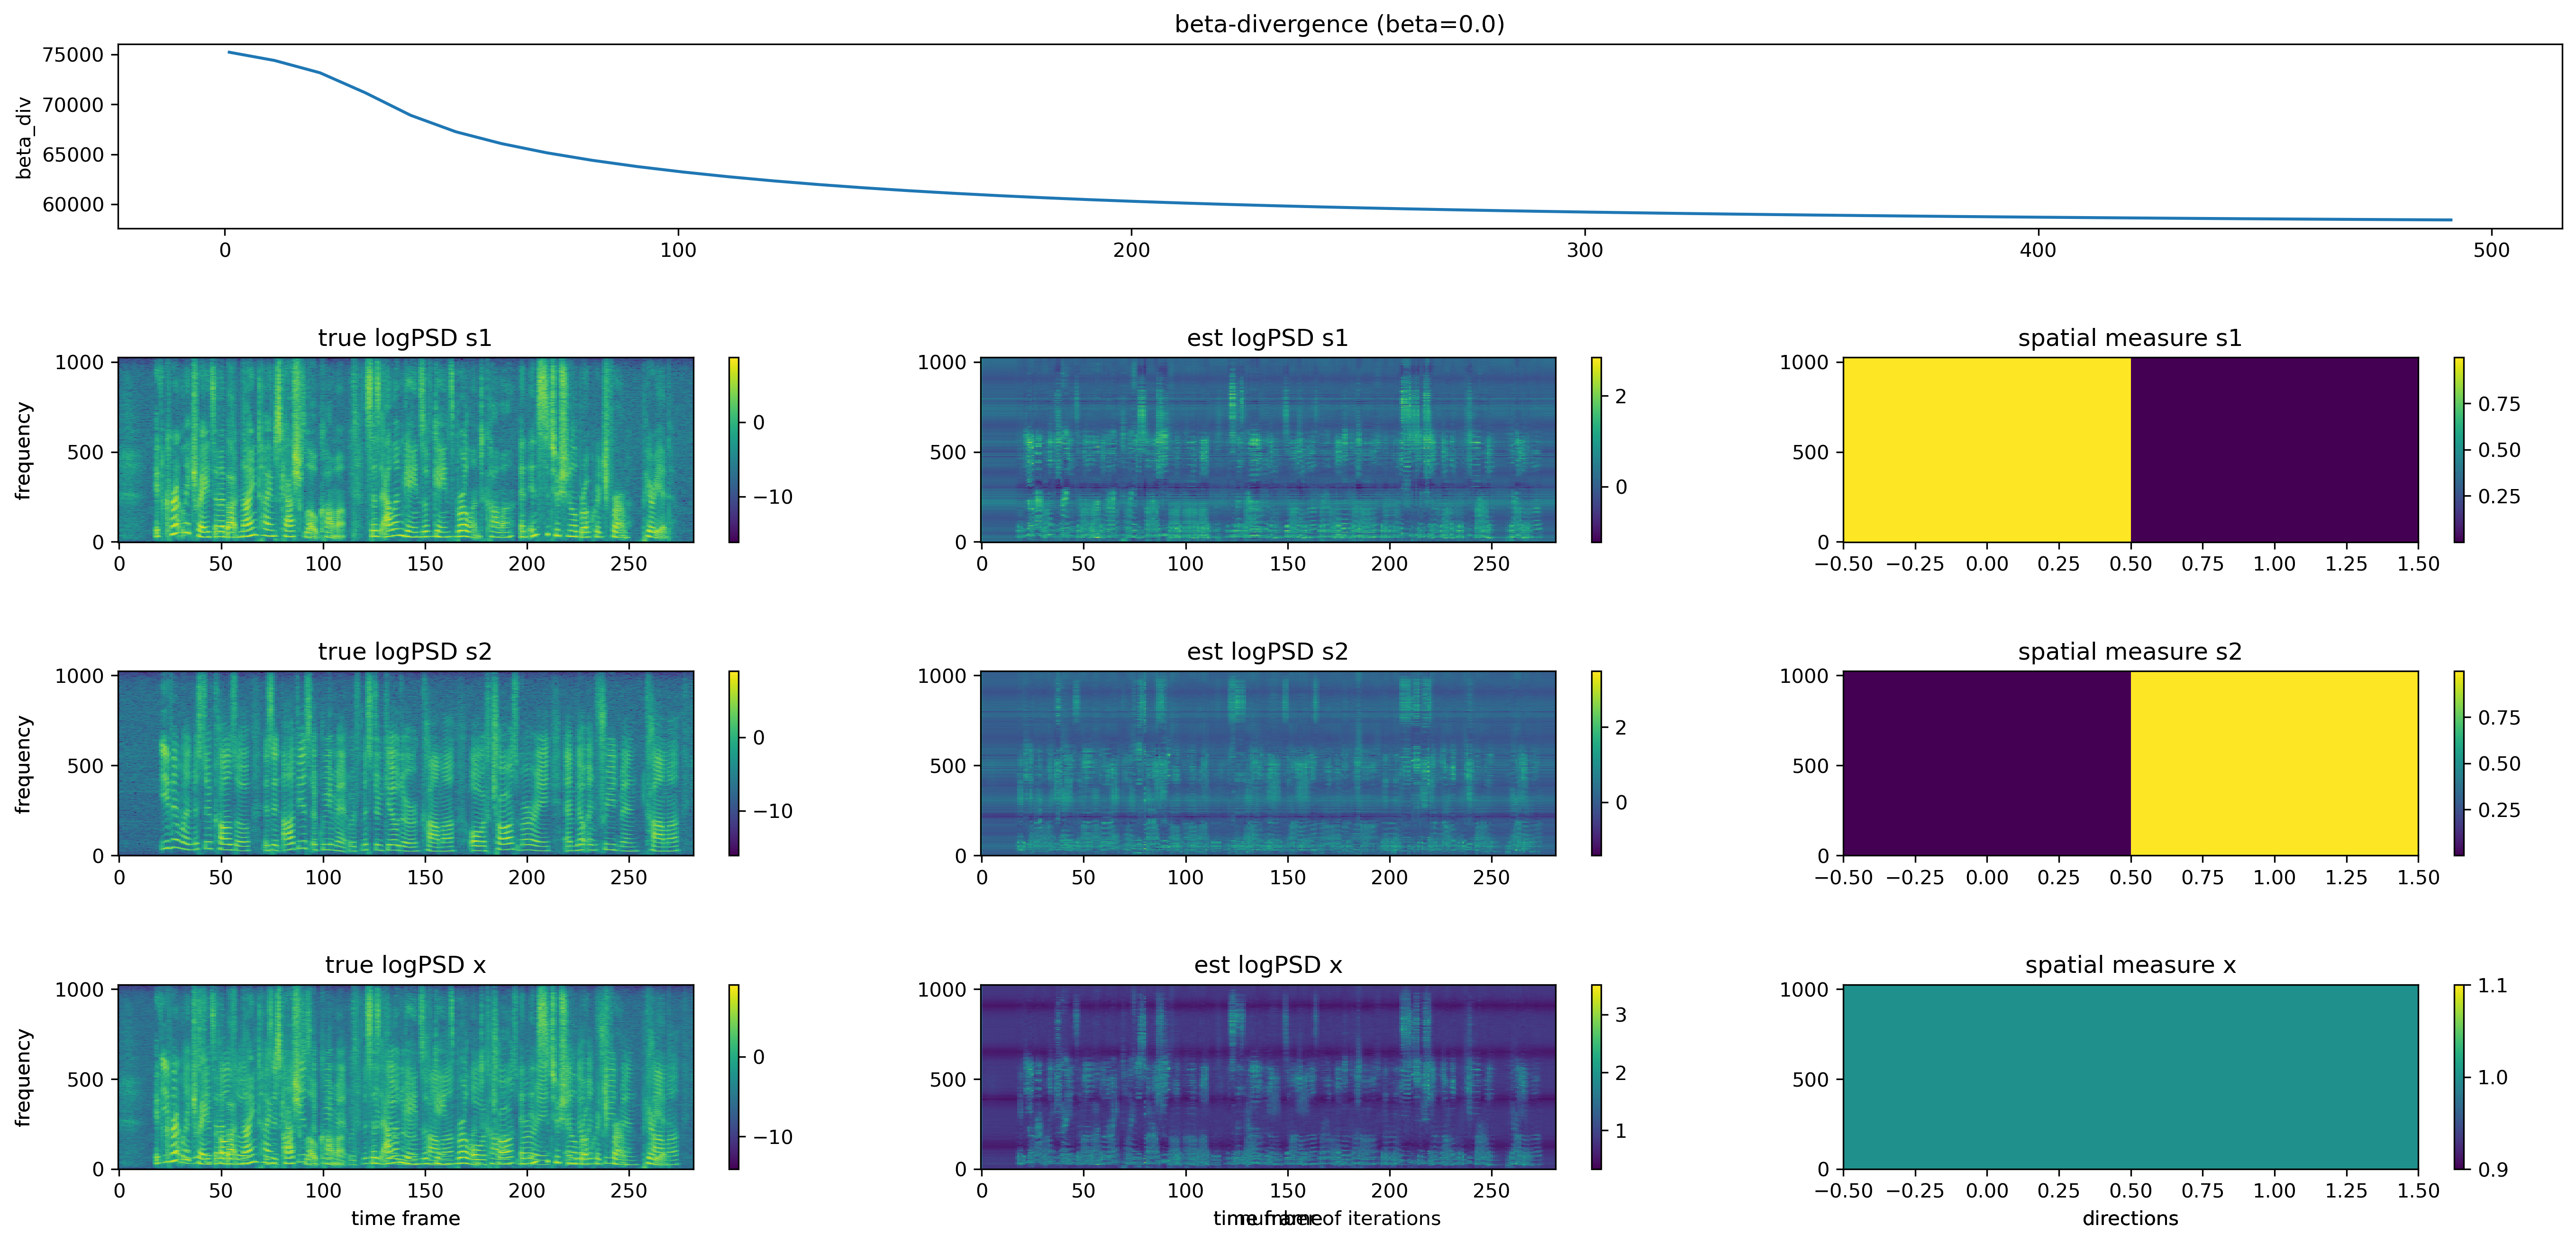 beta-divergence (beta=0.0)
beta_div
75000
70000
65000
60000
0 100 200 300 400 500
true logPSD s1
frequency
1000
500
0
0 50 100 150 200 250
0
−10
est logPSD s1
1000
500
0
0 50 100 150 200 250
2
0
spatial measure s1
1000
500
0
−0.50 −0.25 0.00 0.25 0.50 0.75 1.00 1.25 1.50
0.75
0.50
0.25
true logPSD s2
frequency
1000
500
0
0 50 100 150 200 250
0
−10
est logPSD s2
1000
500
0
0 50 100 150 200 250
2
0
spatial measure s2
1000
500
0
−0.50 −0.25 0.00 0.25 0.50 0.75 1.00 1.25 1.50
0.75
0.50
0.25
true logPSD x
frequency
1000
500
0
0 50 100 150 200 250
time frame
0
−10
est logPSD x
1000
500
0
0 50 100 150 200 250
time frame
number of iterations
3
2
1
spatial measure x
1000
500
0
−0.50 −0.25 0.00 0.25 0.50 0.75 1.00 1.25 1.50
directions
1.1
1.0
0.9